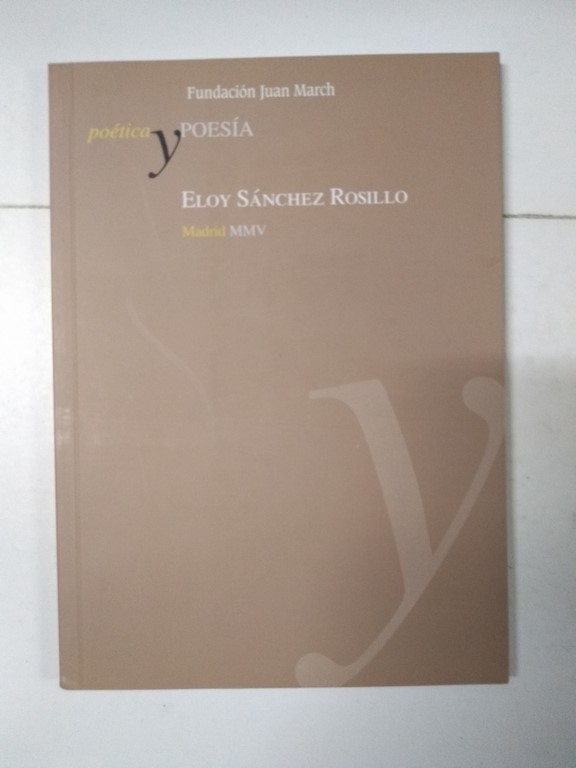 Fundación Juan March
poética y POESÍA
ELOY SÁNCHEZ ROSILLO
Madrid MMV
y